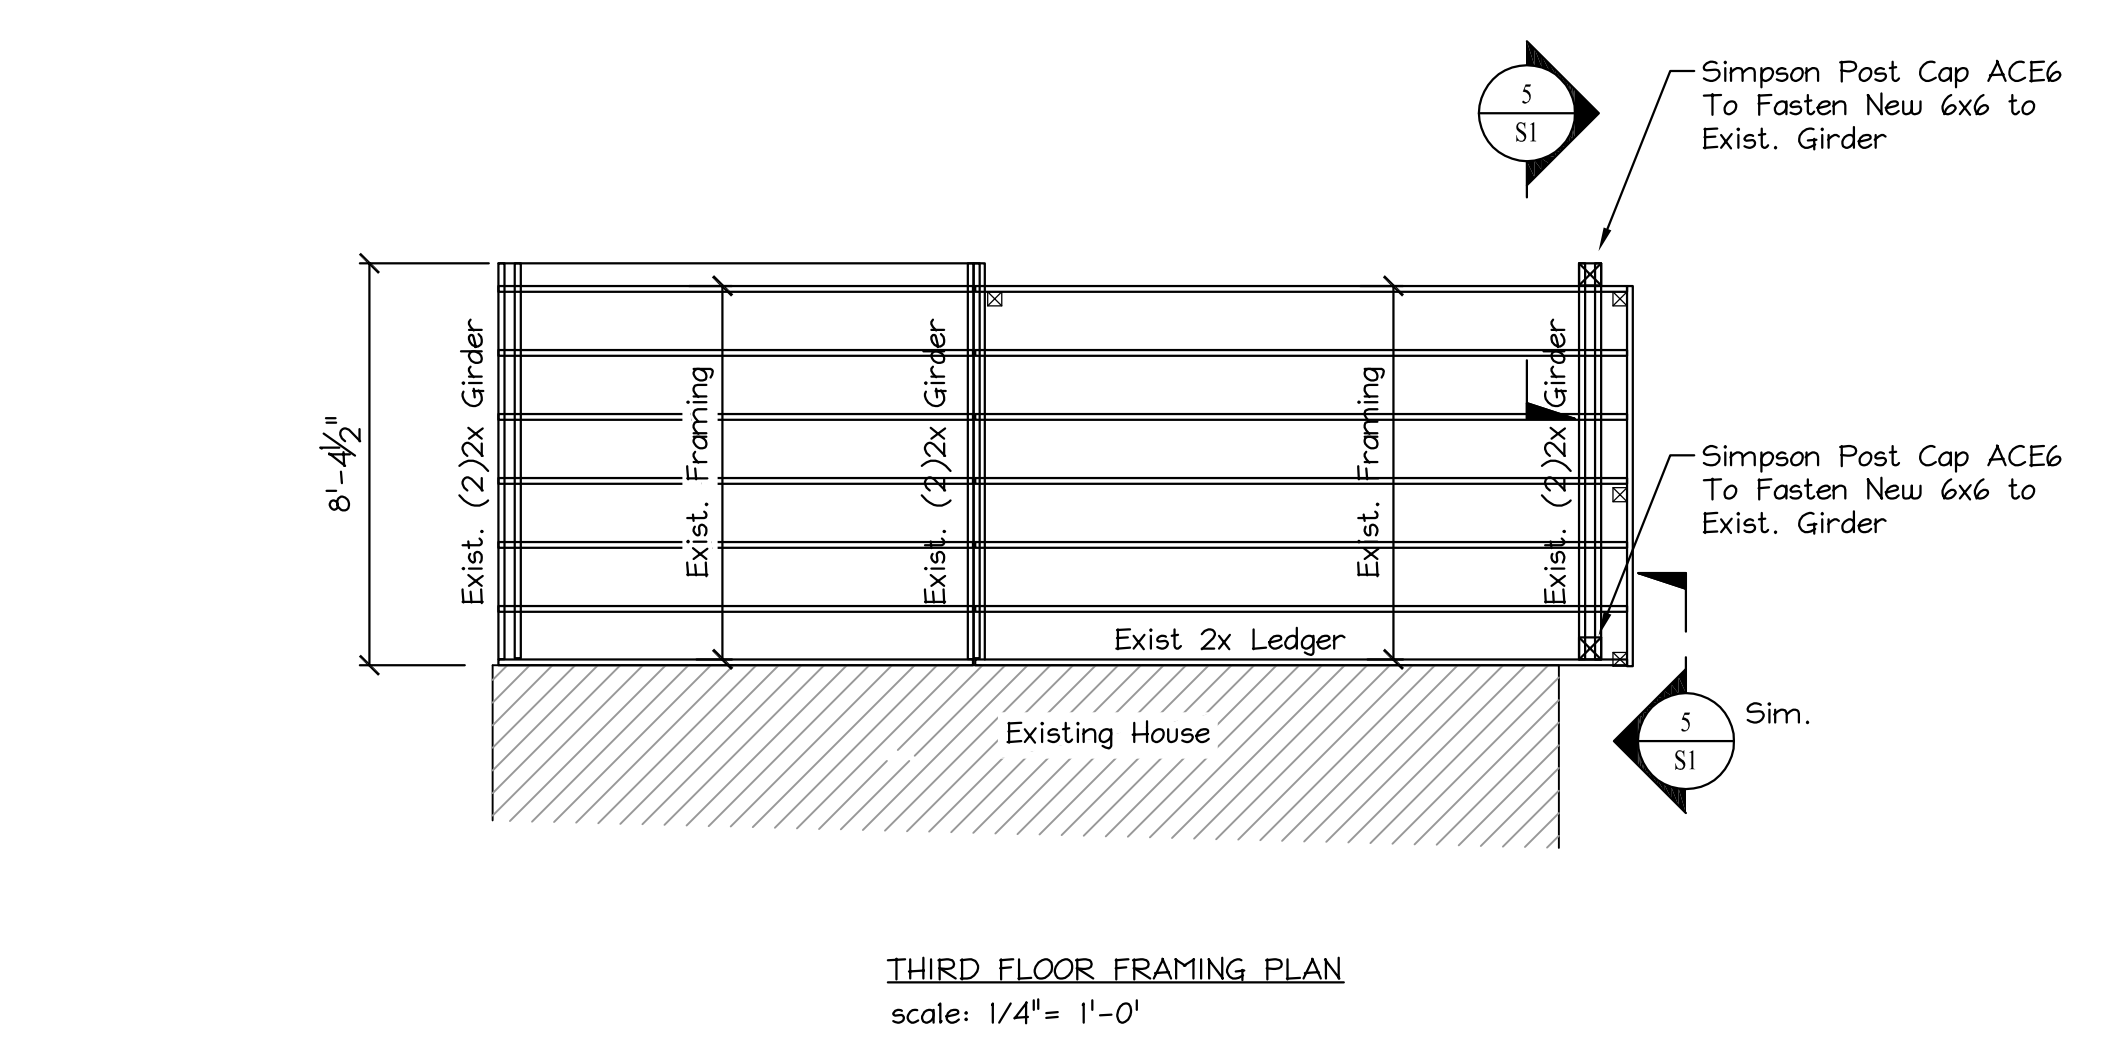 5
S1
Simpson Post Cap ACE6
To Fasten New 6x6 to
Exist. Girder
8'-4½"
Exist. (2)2x Girder
Exist. Framing
Exist. (2)2x Girder
Exist. Framing
Exist. (2)2x Girder
Simpson Post Cap ACE6
To Fasten New 6x6 to
Exist. Girder
Exist 2x Ledger
Existing House
5
S1
Sim.
THIRD FLOOR FRAMING PLAN
scale: 1/4"= 1'-0'